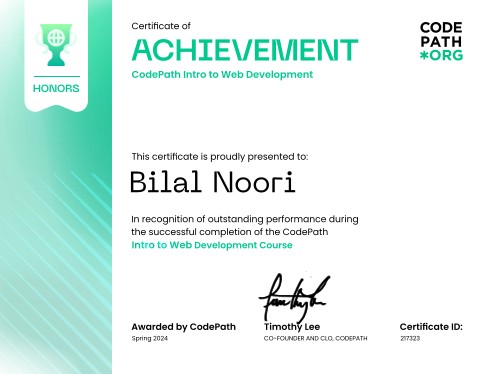 HONORS
Certificate of
ACHIEVEMENT
CodePath Intro to Web Development
CODE
PATH
*ORG
This certificate is proudly presented to:
Bilal Noori
In recognition of outstanding performance during
the successful completion of the CodePath
Intro to Web Development Course
Awarded by CodePath
Spring 2024
Timothy Lee
CO-FOUNDER AND CLO, CODEPATH
Certificate ID:
217323